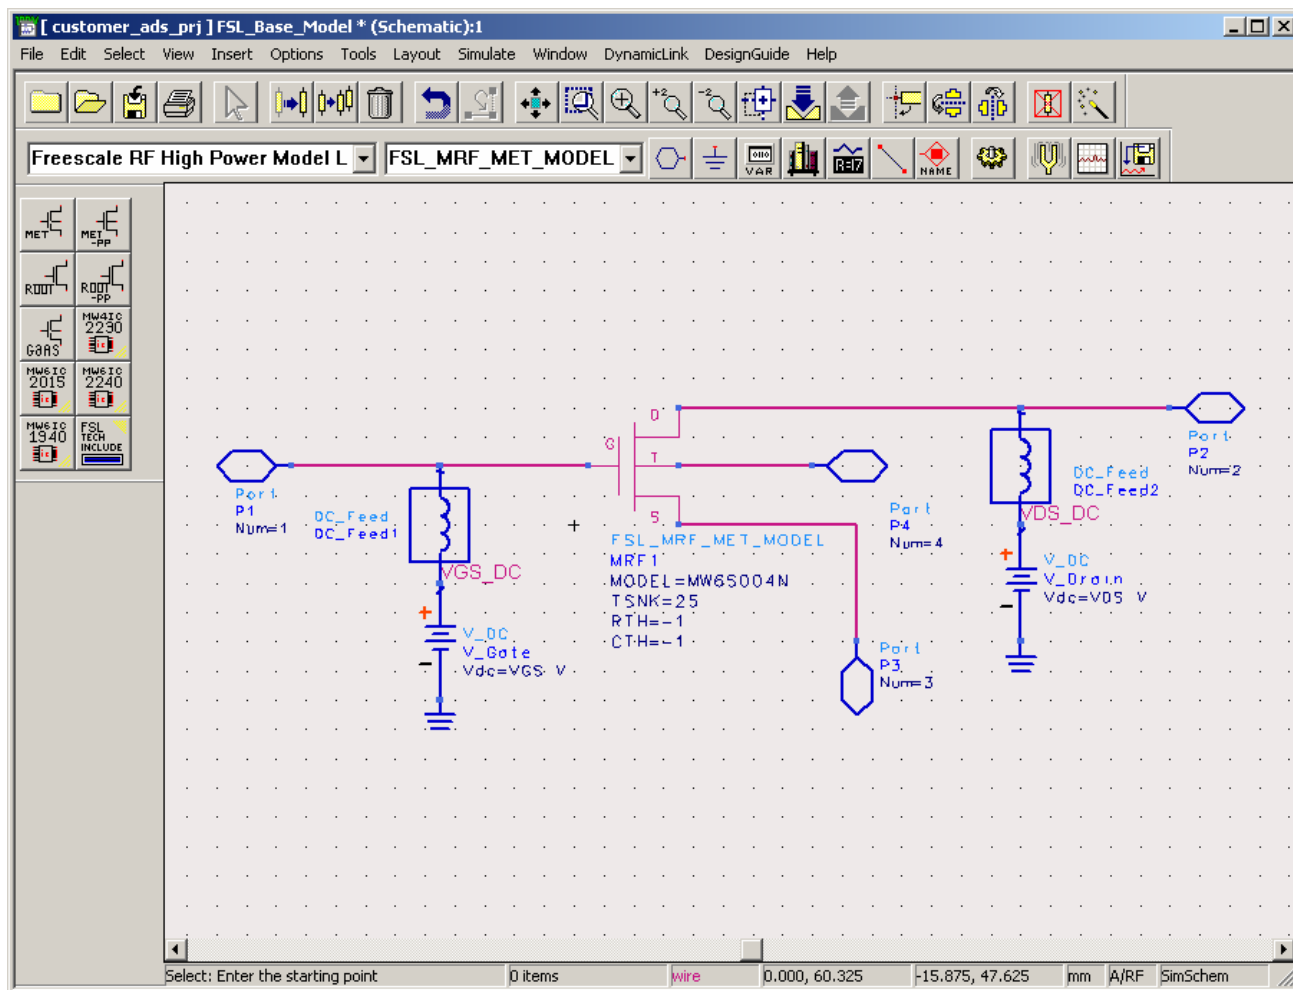 [ customer_ads_prj ] FSL_Base_Model * (Schematic):1
File Edit Select View Insert Options Tools Layout Simulate Window DynamicLink DesignGuide Help
+2 -2
Freescale RF High Power Model L FSL_MRF_MET_MODEL VAR NAME
MET MET -PP
ROOT ROOT -PP
GaAS MW4IC 2230
MW6IC 2015 MW6IC 2240
MW6IC 1940 FSL TECH INCLUDE
D
G
T
S
Port
P1
Num=1
DC_Feed
DC_Feed1
VGS_DC
+
-
V_DC
V_Gate
Vdc=VGS V
FSL_MRF_MET_MODEL
MRF1
MODEL=MW6S004N
TSNK=25
RTH=-1
CTH=-1
Port
P4
Num=4
Port
P3
Num=3
Port
P2
Num=2
DC_Feed
DC_Feed2
VDS_DC
+
-
V_DC
V_Drain
Vdc=VDS V
Select: Enter the starting point 0 items wire 0.000, 60.325 -15.875, 47.625 mm A/RF SimSchem